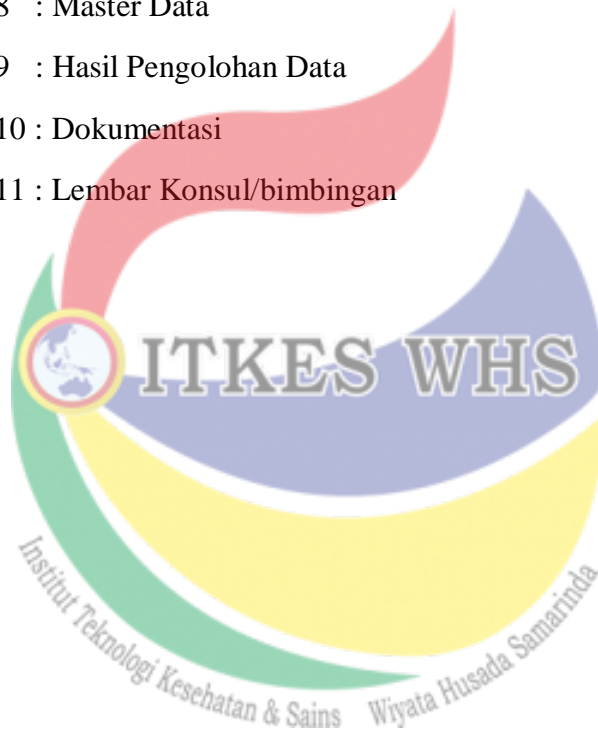 8 : Master Data
9 : Hasil Pengolohan Data
10 : Dokumentasi
11 : Lembar Konsul/bimbingan
ITKES WHS
Institut Teknologi Kesehatan & Sains Wiyata Husada Samarinda